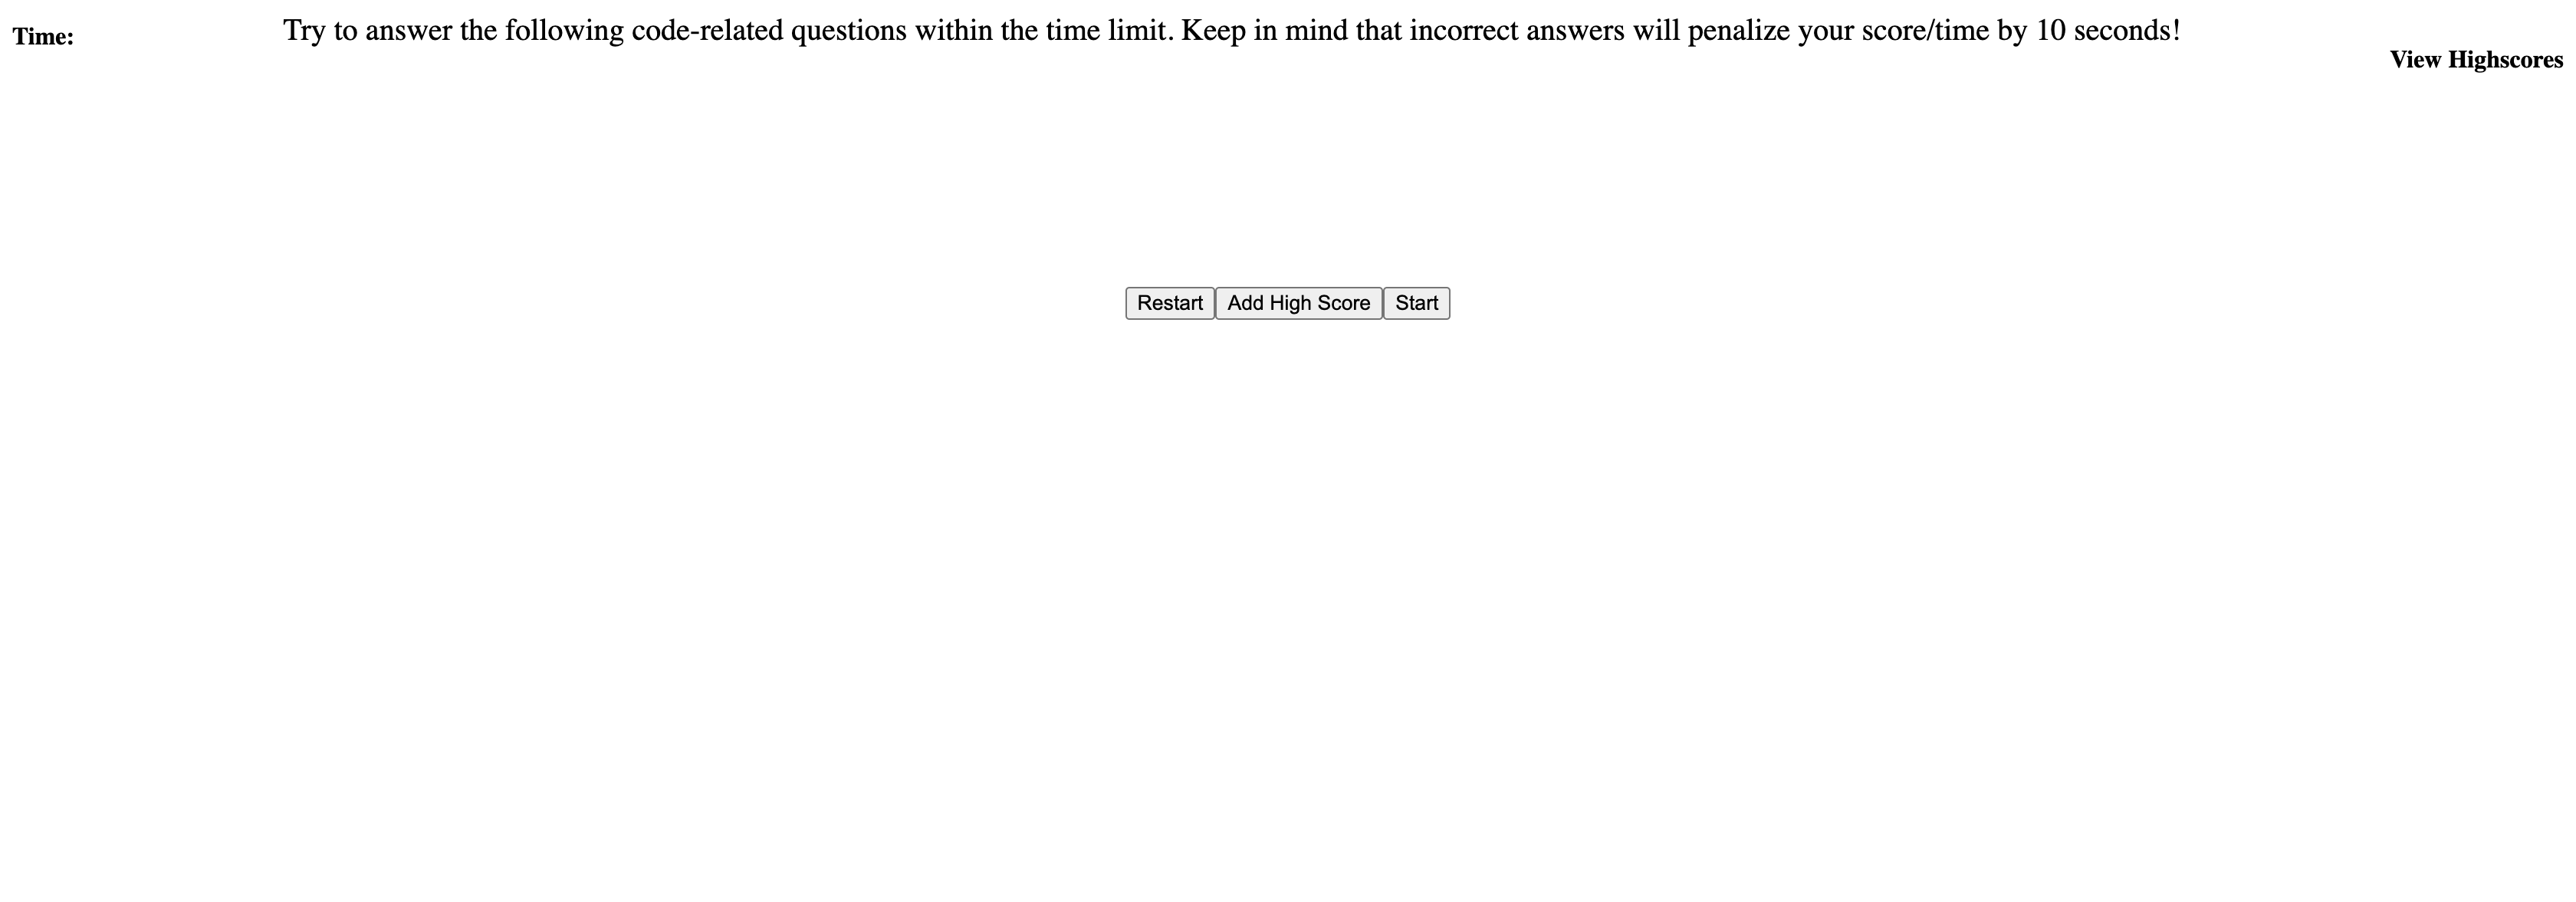 Time:
Try to answer the following code-related questions within the time limit. Keep in mind that incorrect answers will penalize your score/time by 10 seconds!
View Highscores
Restart Add High Score Start